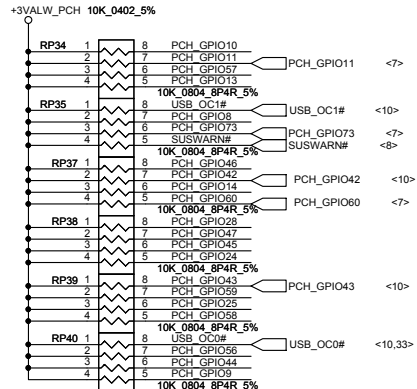 +3VALW_PCH 10K_0402_5%
RP34 1 8 PCH_GPIO10
2 7 PCH_GPIO11 PCH_GPIO11 <7>
3 6 PCH_GPIO57
4 5 PCH_GPIO13
10K_0804_8P4R_5%
RP35 1 8 USB_OC1# USB_OC1# <10>
2 7 PCH_GPIO8
3 6 PCH_GPIO73 PCH_GPIO73 <7>
4 5 SUSWARN# SUSWARN# <8>
10K_0804_8P4R_5%
RP37 1 8 PCH_GPIO46
2 7 PCH_GPIO42 PCH_GPIO42 <10>
3 6 PCH_GPIO14
4 5 PCH_GPIO60 PCH_GPIO60 <7>
10K_0804_8P4R_5%
RP38 1 8 PCH_GPIO28
2 7 PCH_GPIO47
3 6 PCH_GPIO45
4 5 PCH_GPIO24
10K_0804_8P4R_5%
RP39 1 8 PCH_GPIO43 PCH_GPIO43 <10>
2 7 PCH_GPIO59
3 6 PCH_GPIO25
4 5 PCH_GPIO58
10K_0804_8P4R_5%
RP40 1 8 USB_OC0# USB_OC0# <10,33>
2 7 PCH_GPIO56
3 6 PCH_GPIO44
4 5 PCH_GPIO9
10K_0804_8P4R_5%